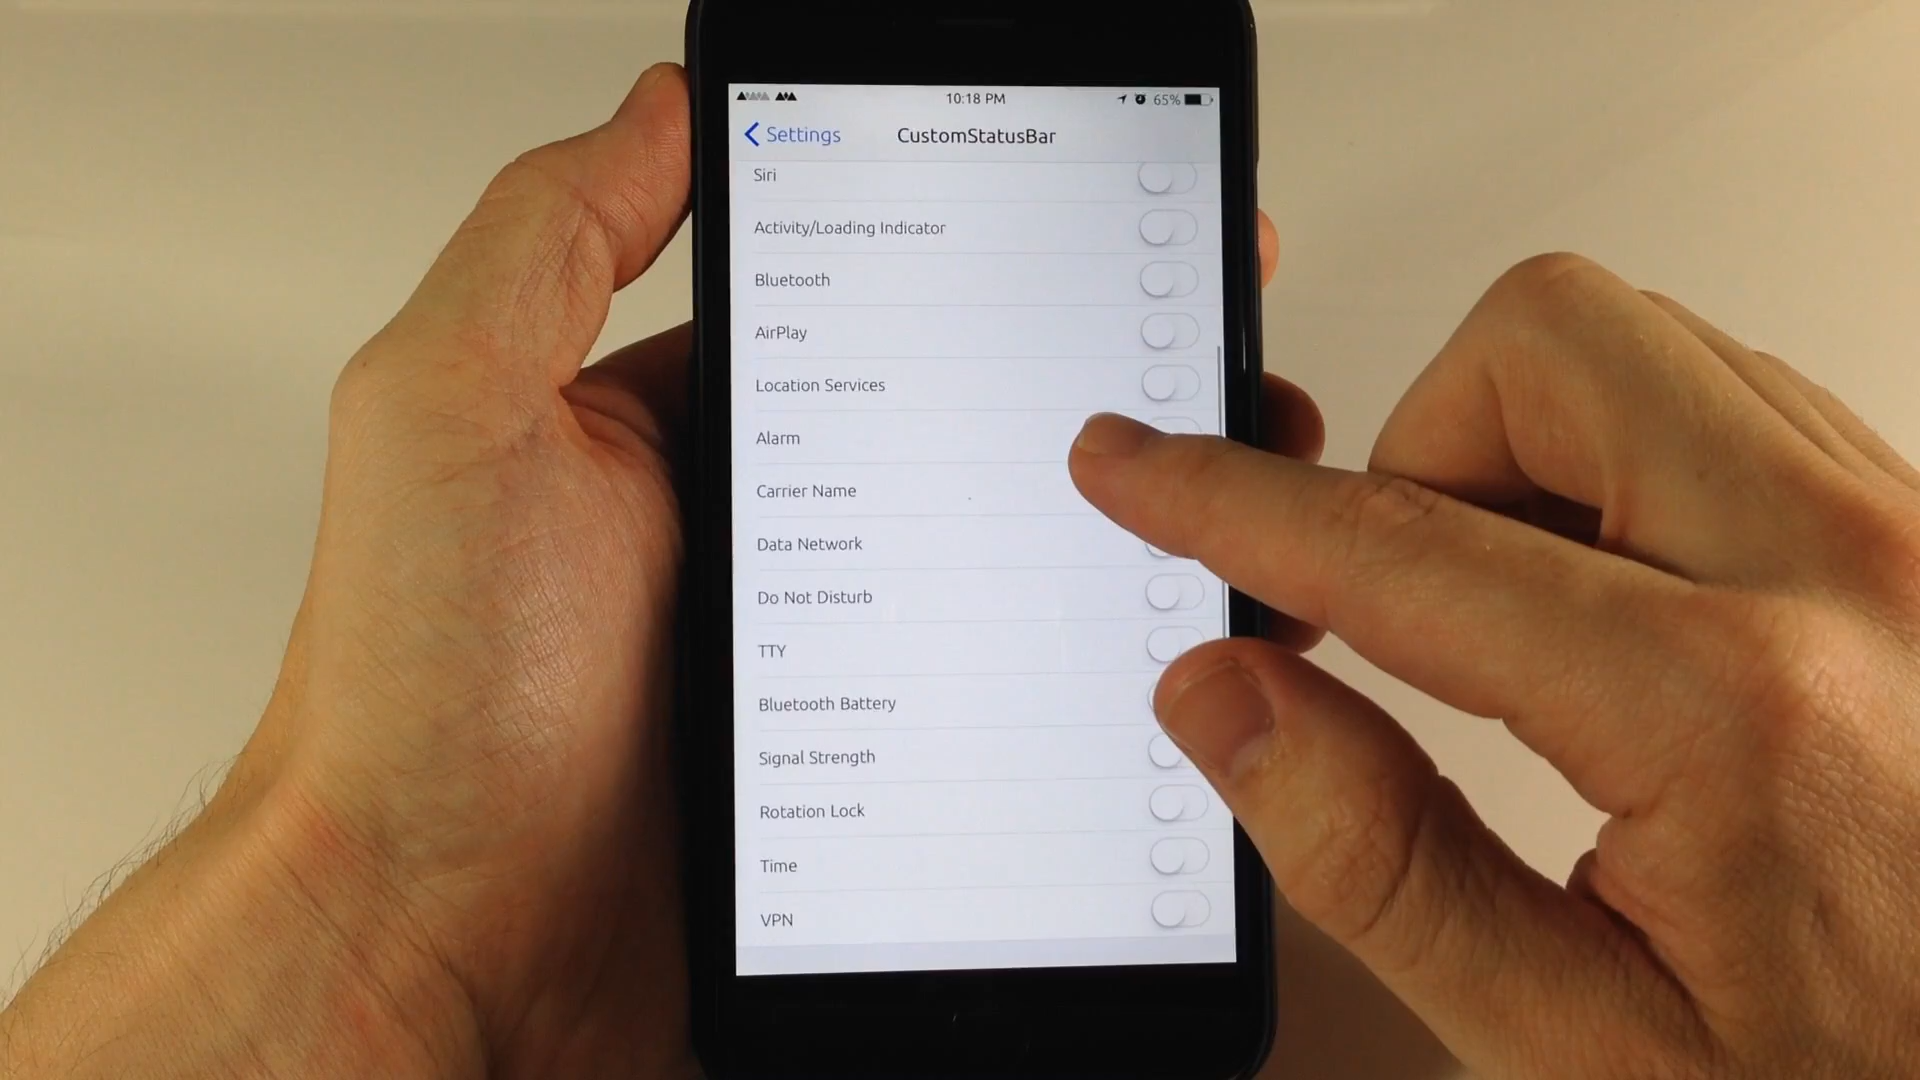 10:18 PM 65%
Settings CustomStatusBar
Siri
Activity/Loading Indicator
Bluetooth
AirPlay
Location Services
Alarm
Carrier Name
Data Network
Do Not Disturb
TTY
Bluetooth Battery
Signal Strength
Rotation Lock
Time
VPN